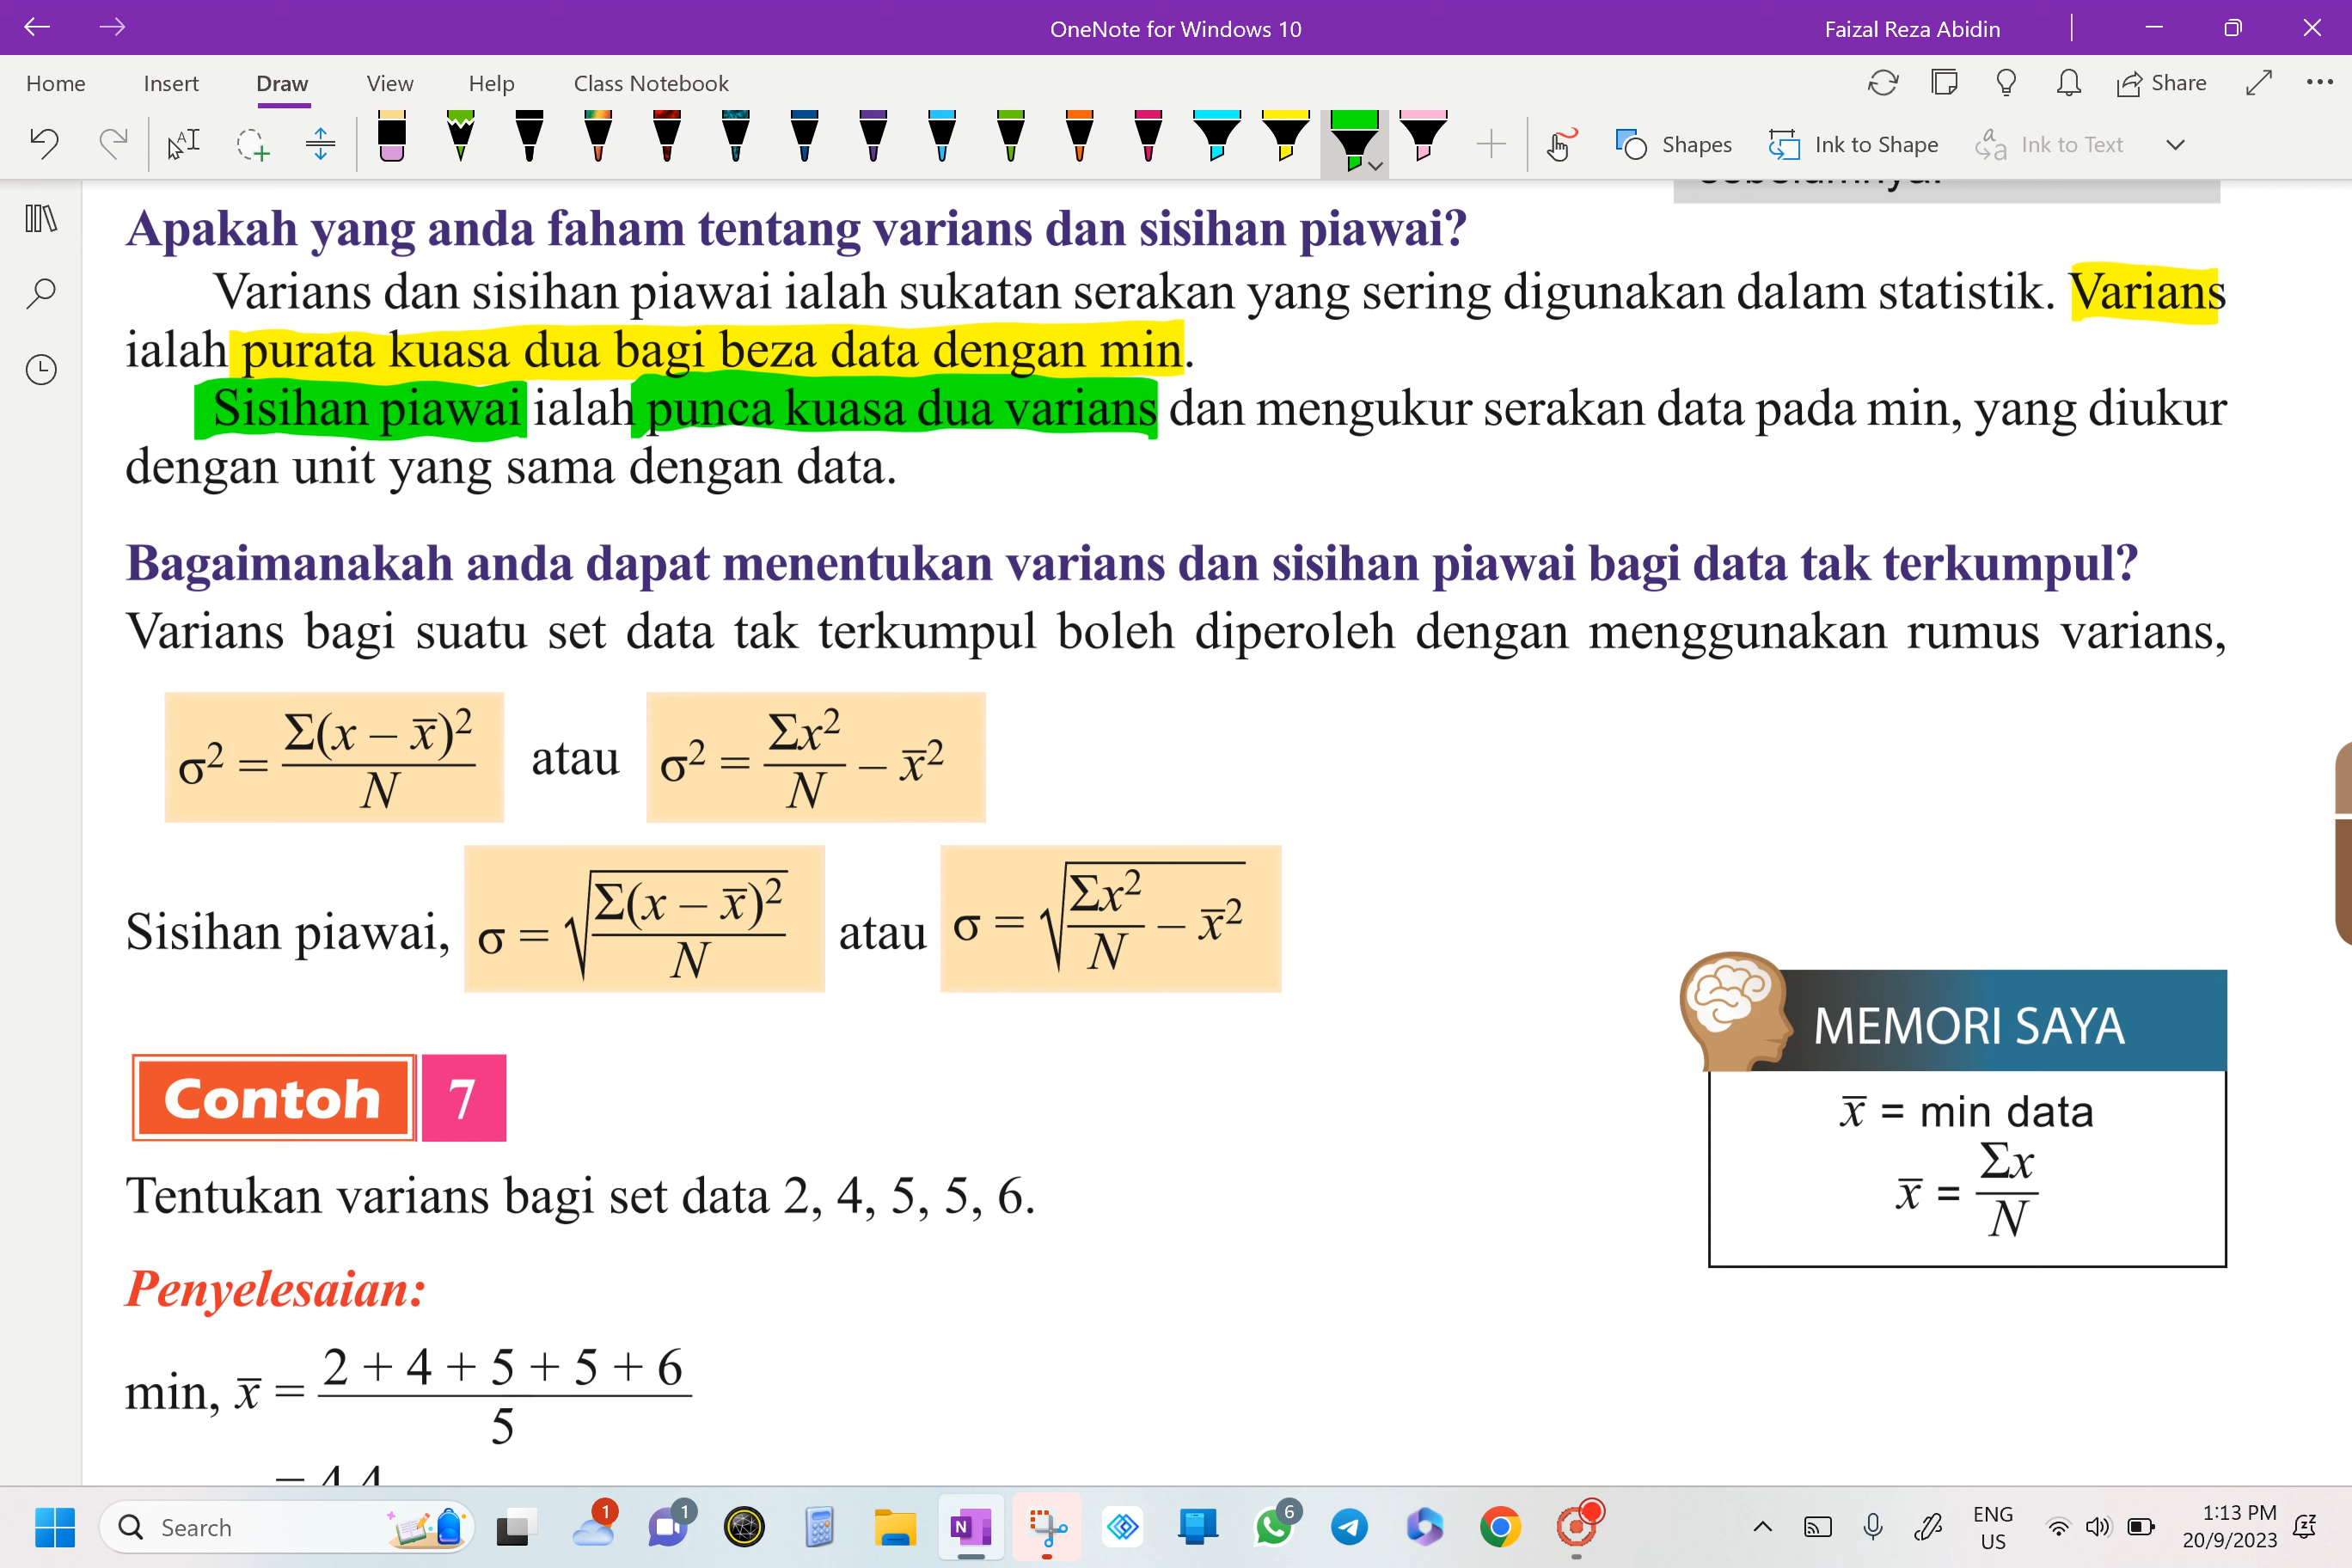 OneNote for Windows 10
Faizal Reza Abidin
Home Insert Draw View Help Class Notebook
Share
Shapes Ink to Shape Ink to Text
Apakah yang anda faham tentang varians dan sisihan piawai?
Varians dan sisihan piawai ialah sukatan serakan yang sering digunakan dalam statistik. Varians
ialah purata kuasa dua bagi beza data dengan min.
Sisihan piawai ialah punca kuasa dua varians dan mengukur serakan data pada min, yang diukur
dengan unit yang sama dengan data.
Bagaimanakah anda dapat menentukan varians dan sisihan piawai bagi data tak terkumpul?
Varians bagi suatu set data tak terkumpul boleh diperoleh dengan menggunakan rumus varians,
σ² = Σ(x – x̄)² / N atau σ² = Σx² / N – x̄²
Sisihan piawai, σ = √(Σ(x – x̄)² / N) atau σ = √(Σx² / N – x̄²)
MEMORI SAYA
x̄ = min data
x̄ = Σx / N
Contoh 7
Tentukan varians bagi set data 2, 4, 5, 5, 6.
Penyelesaian:
min, x̄ = 2 + 4 + 5 + 5 + 6 / 5
Search
1
1
6
ENG
US
1:13 PM
20/9/2023